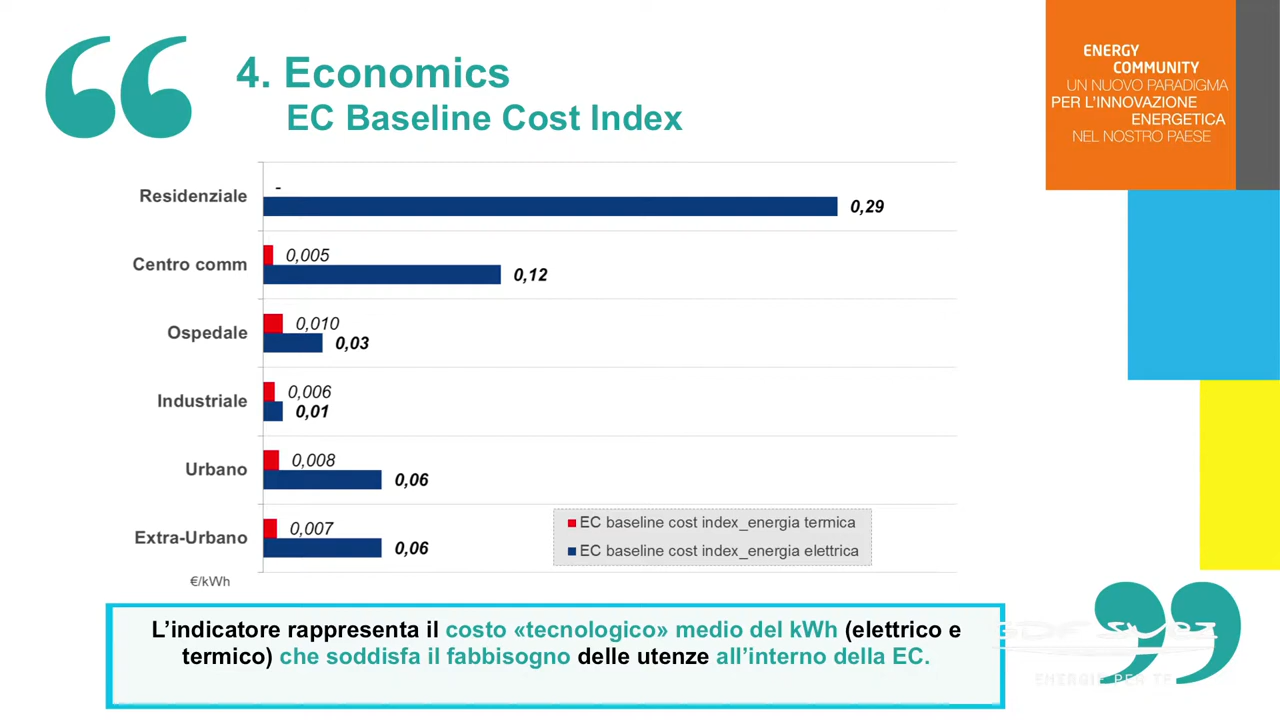 4. Economics
EC Baseline Cost Index
ENERGY
COMMUNITY
UN NUOVO PARADIGMA
PER L'INNOVAZIONE
ENERGETICA
NEL NOSTRO PAESE
Residenziale
-
0,29
Centro comm
0,005
0,12
Ospedale
0,010
0,03
Industriale
0,006
0,01
Urbano
0,008
0,06
Extra-Urbano
0,007
0,06
EC baseline cost index_energia termica
EC baseline cost index_energia elettrica
€/kWh
L'indicatore rappresenta il costo «tecnologico» medio del kWh (elettrico e
termico) che soddisfa il fabbisogno delle utenze all'interno della EC.
GDF SUEZ